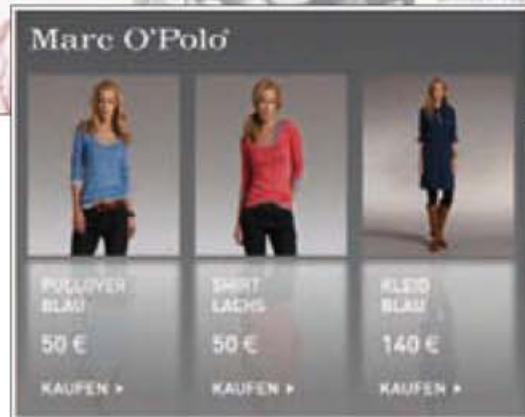 Marc O'Polo®
PULLOVER
BLAU
50 €
KAUFEN ▸
SHIRT
LACHS
50 €
KAUFEN ▸
KLEID
BLAU
140 €
KAUFEN ▸